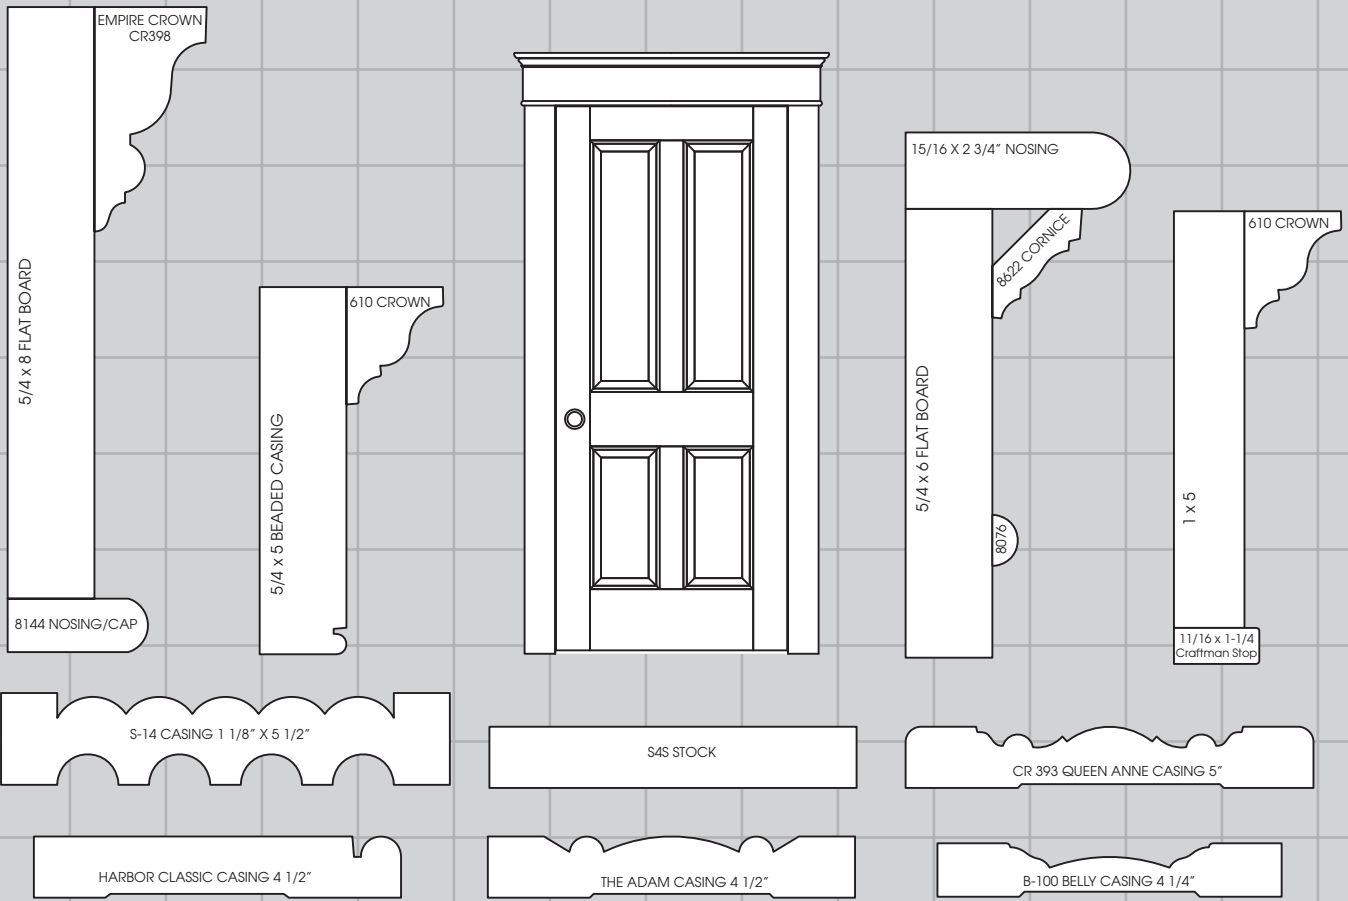 EMPIRE CROWN
CR398
5/4 x 8 FLAT BOARD
8144 NOSING/CAP
610 CROWN
5/4 x 5 BEADED CASING
15/16 X 2 3/4” NOSING
8622 CORNICE
5/4 x 6 FLAT BOARD
8076
610 CROWN
1 x 5
11/16 x 1-1/4
Craftman Stop
S-14 CASING 1 1/8” X 5 1/2”
S4S STOCK
CR 393 QUEEN ANNE CASING 5”
HARBOR CLASSIC CASING 4 1/2”
THE ADAM CASING 4 1/2”
B-100 BELLY CASING 4 1/4”